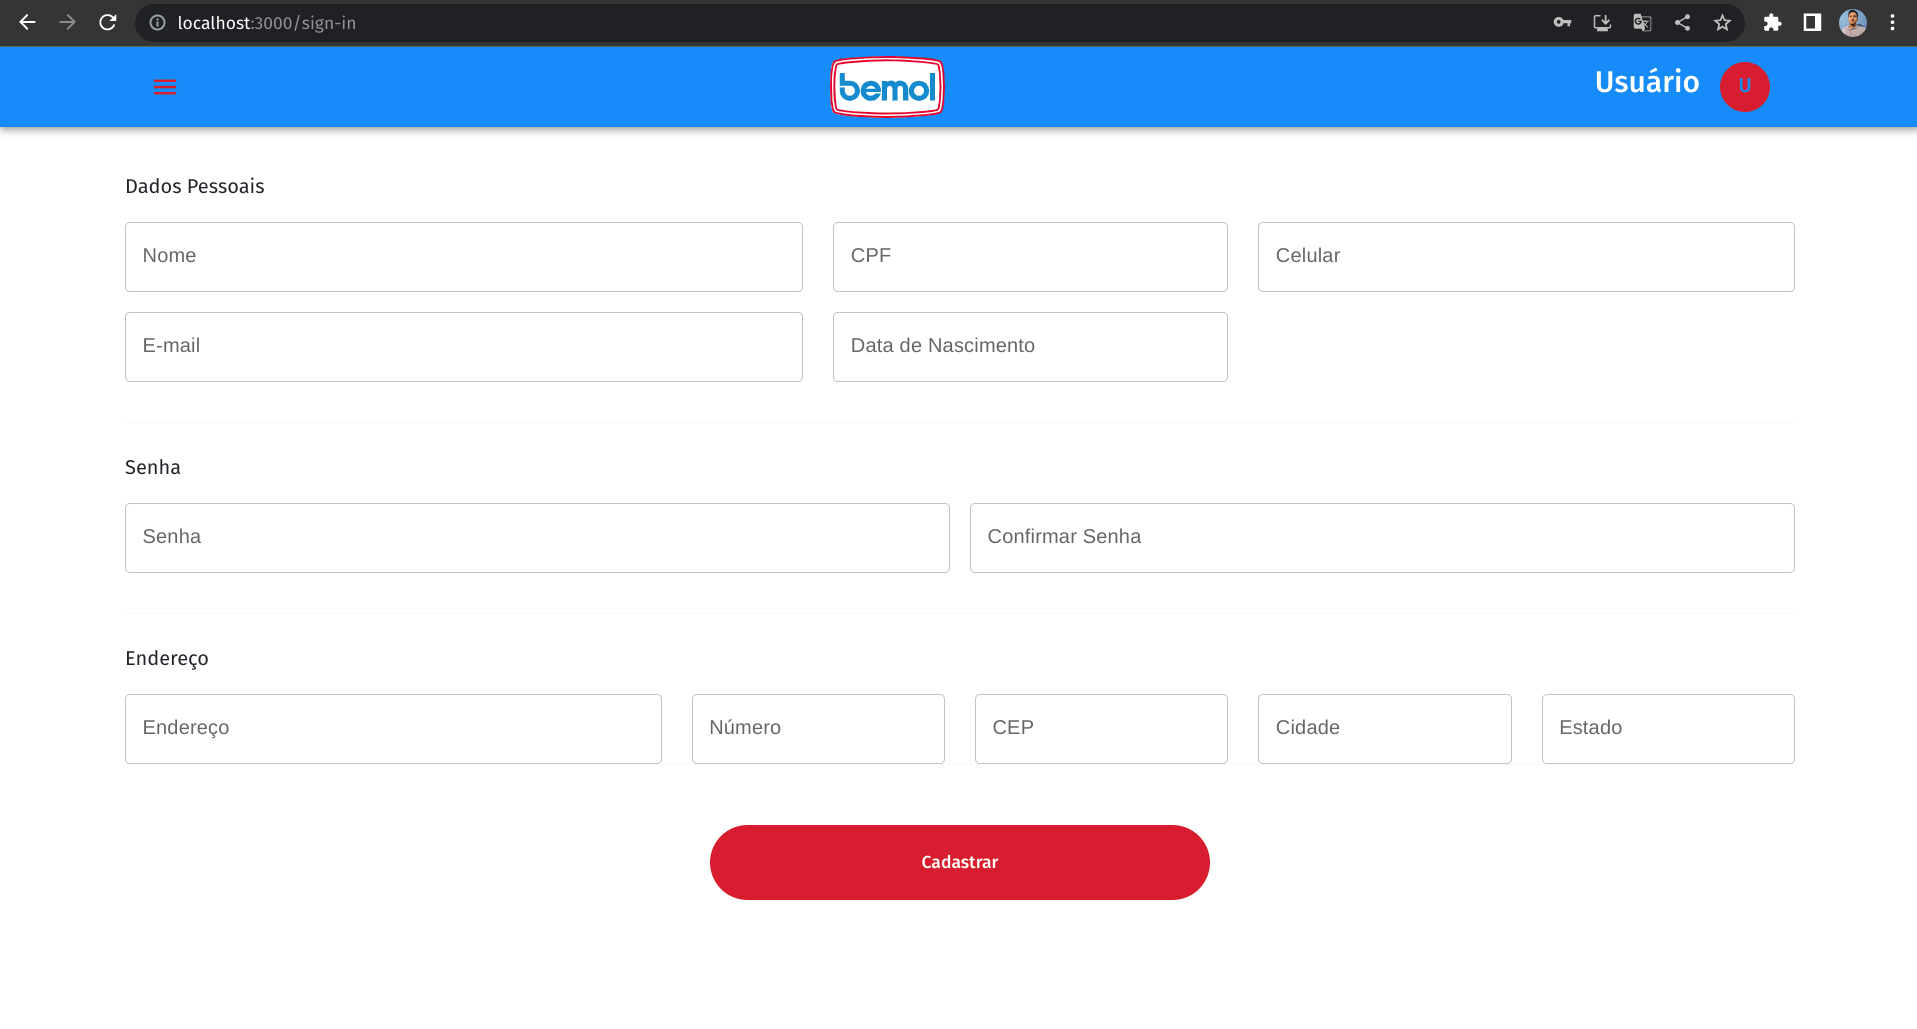 localhost:3000/sign-in
bemol
Usuário U
Dados Pessoais
Nome CPF Celular
E-mail Data de Nascimento
Senha
Senha Confirmar Senha
Endereço
Endereço Número CEP Cidade Estado
Cadastrar